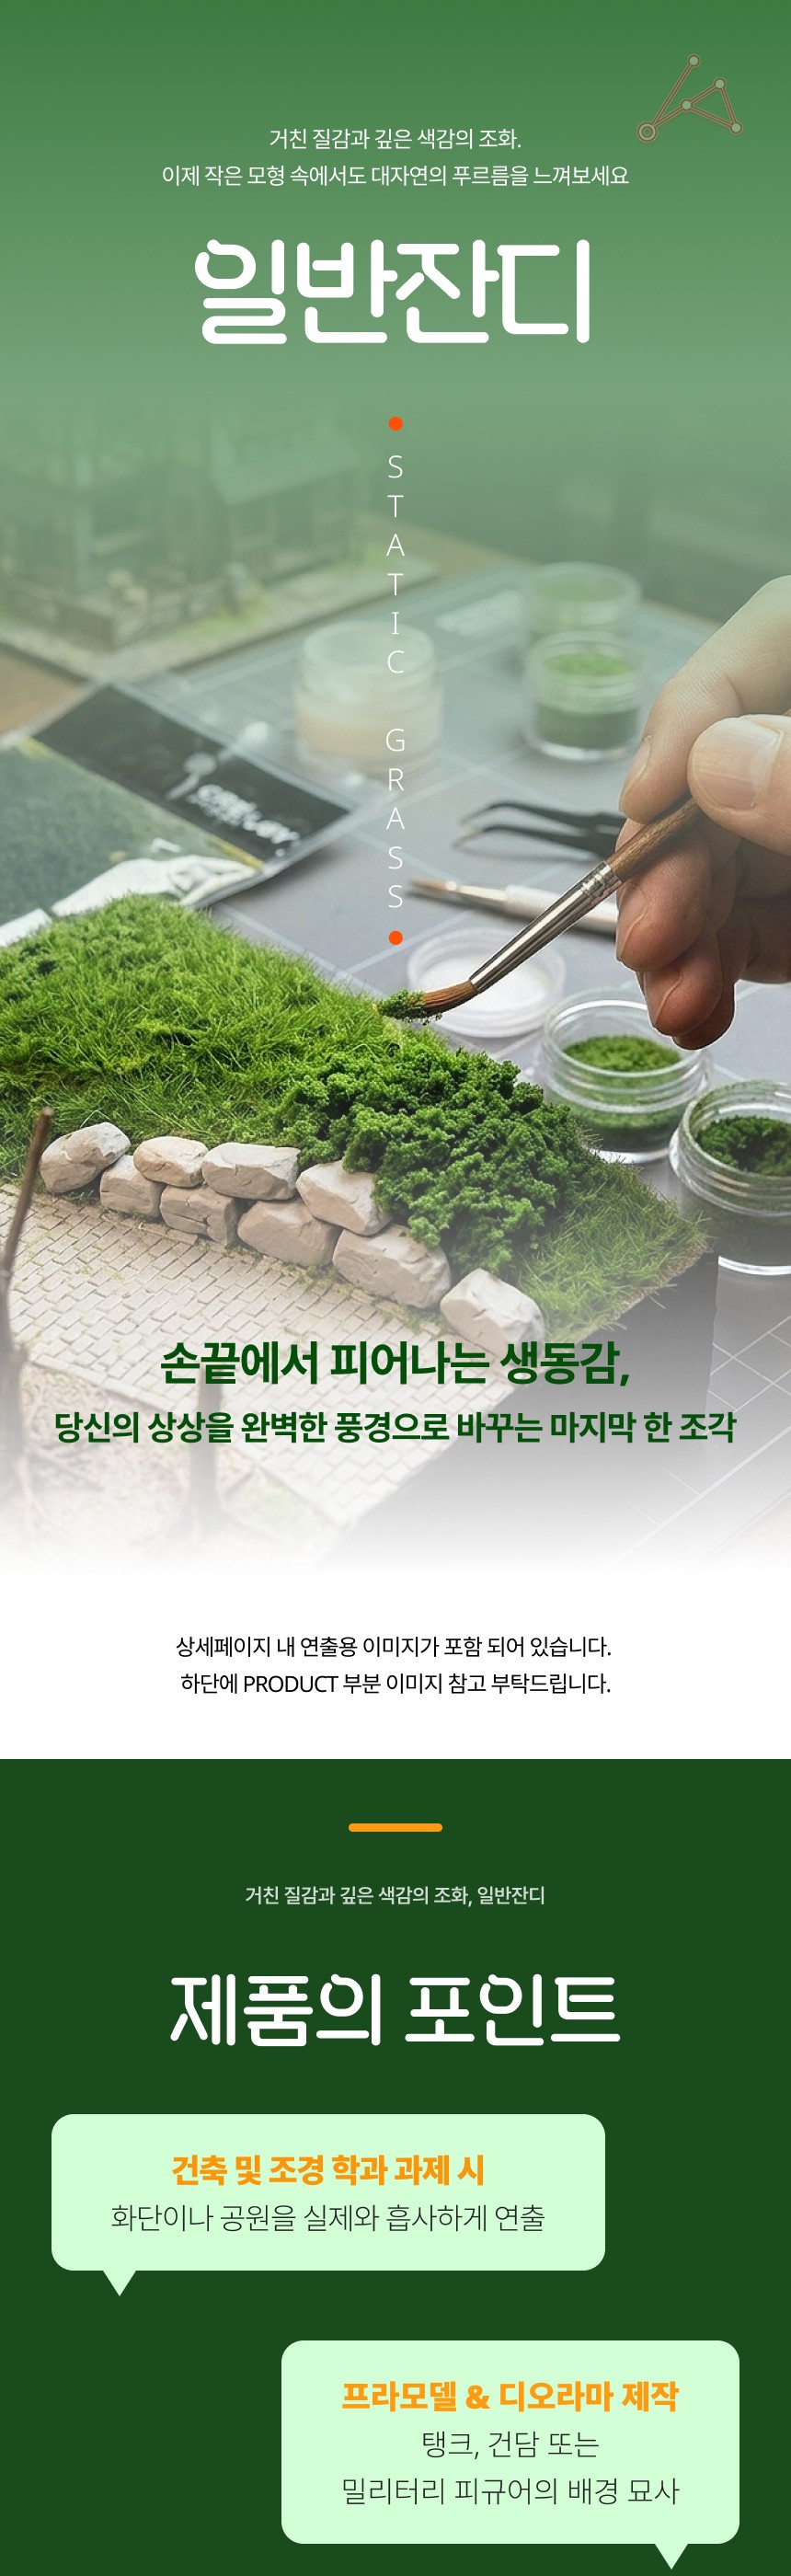 거친 질감과 깊은 색감의 조화.
이제 작은 모형 속에서도 대자연의 푸르름을 느껴보세요
일반잔디
STATIC GRASS
손끝에서 피어나는 생동감,
당신의 상상을 완벽한 풍경으로 바꾸는 마지막 한 조각
상세페이지 내 연출용 이미지가 포함 되어 있습니다.
하단에 PRODUCT 부분 이미지 참고 부탁드립니다.
거친 질감과 깊은 색감의 조화, 일반잔디
제품의 포인트
건축 및 조경 학과 과제 시
화단이나 공원을 실제와 흡사하게 연출
프라모델 & 디오라마 제작
탱크, 건담 또는
밀리터리 피규어의 배경 묘사